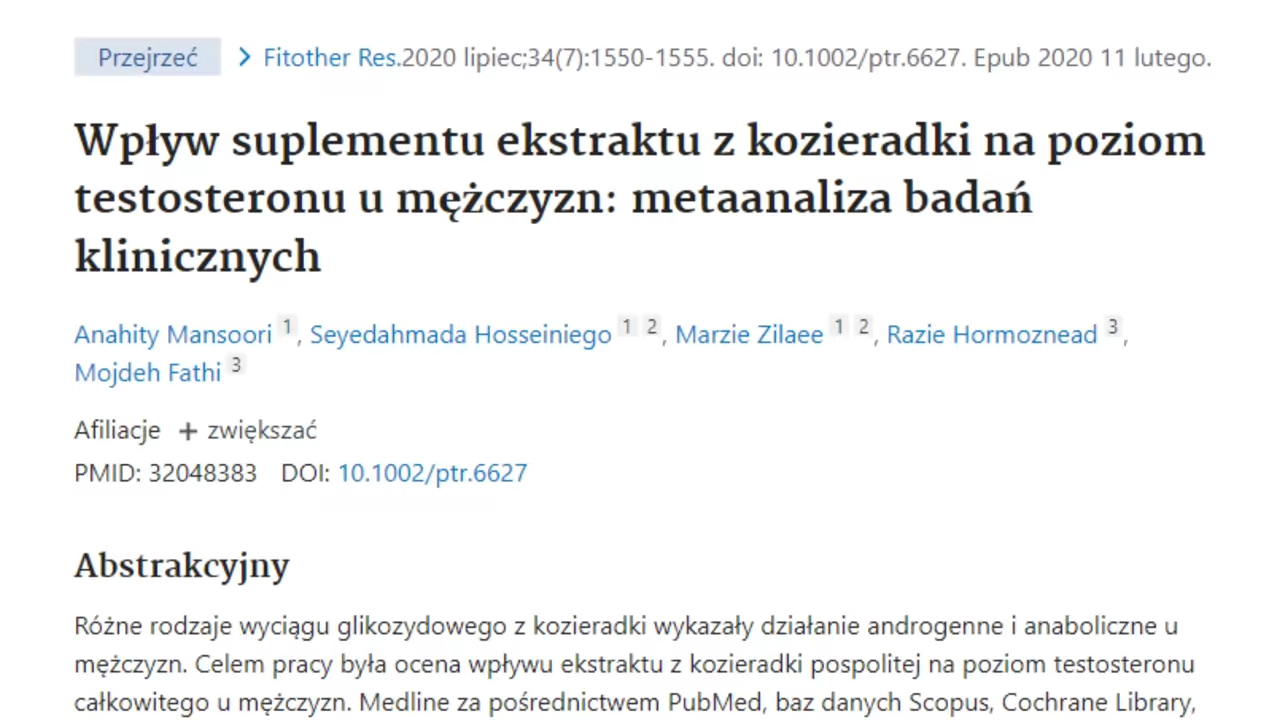 Przejrzeć > Fitother Res.2020 lipiec;34(7):1550-1555. doi: 10.1002/ptr.6627. Epub 2020 11 lutego.
Wpływ suplementu ekstraktu z kozieradki na poziom
testosteronu u mężczyzn: metaanaliza badań
klinicznych
Anahity Mansoori 1, Seyedahmada Hosseiniego 1 2, Marzie Zilaee 1 2, Razie Hormoznead 3,
Mojdeh Fathi 3
Afiliacje + zwiększać
PMID: 32048383 DOI: 10.1002/ptr.6627
Abstrakcyjny
Różne rodzaje wyciągu glikozydowego z kozieradki wykazały działanie androgenne i anaboliczne u
mężczyzn. Celem pracy była ocena wpływu ekstraktu z kozieradki pospolitej na poziom testosteronu
całkowitego u mężczyzn. Medline za pośrednictwem PubMed, baz danych Scopus, Cochrane Library,